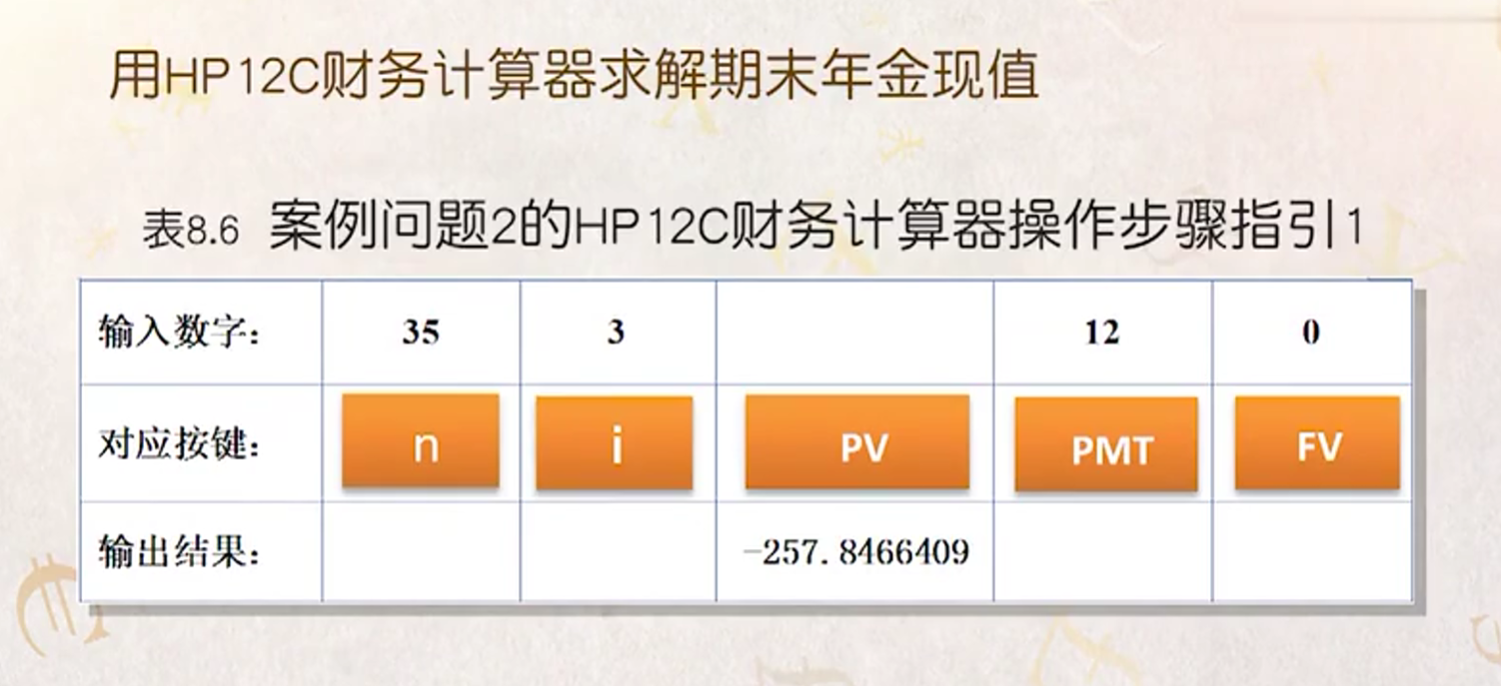 用HP12C财务计算器求解期末年金现值
表8.6 案例问题2的HP12C财务计算器操作步骤指引1
输入数字： 35 3 12 0
对应按键： n i PV PMT FV
输出结果： -257.8466409